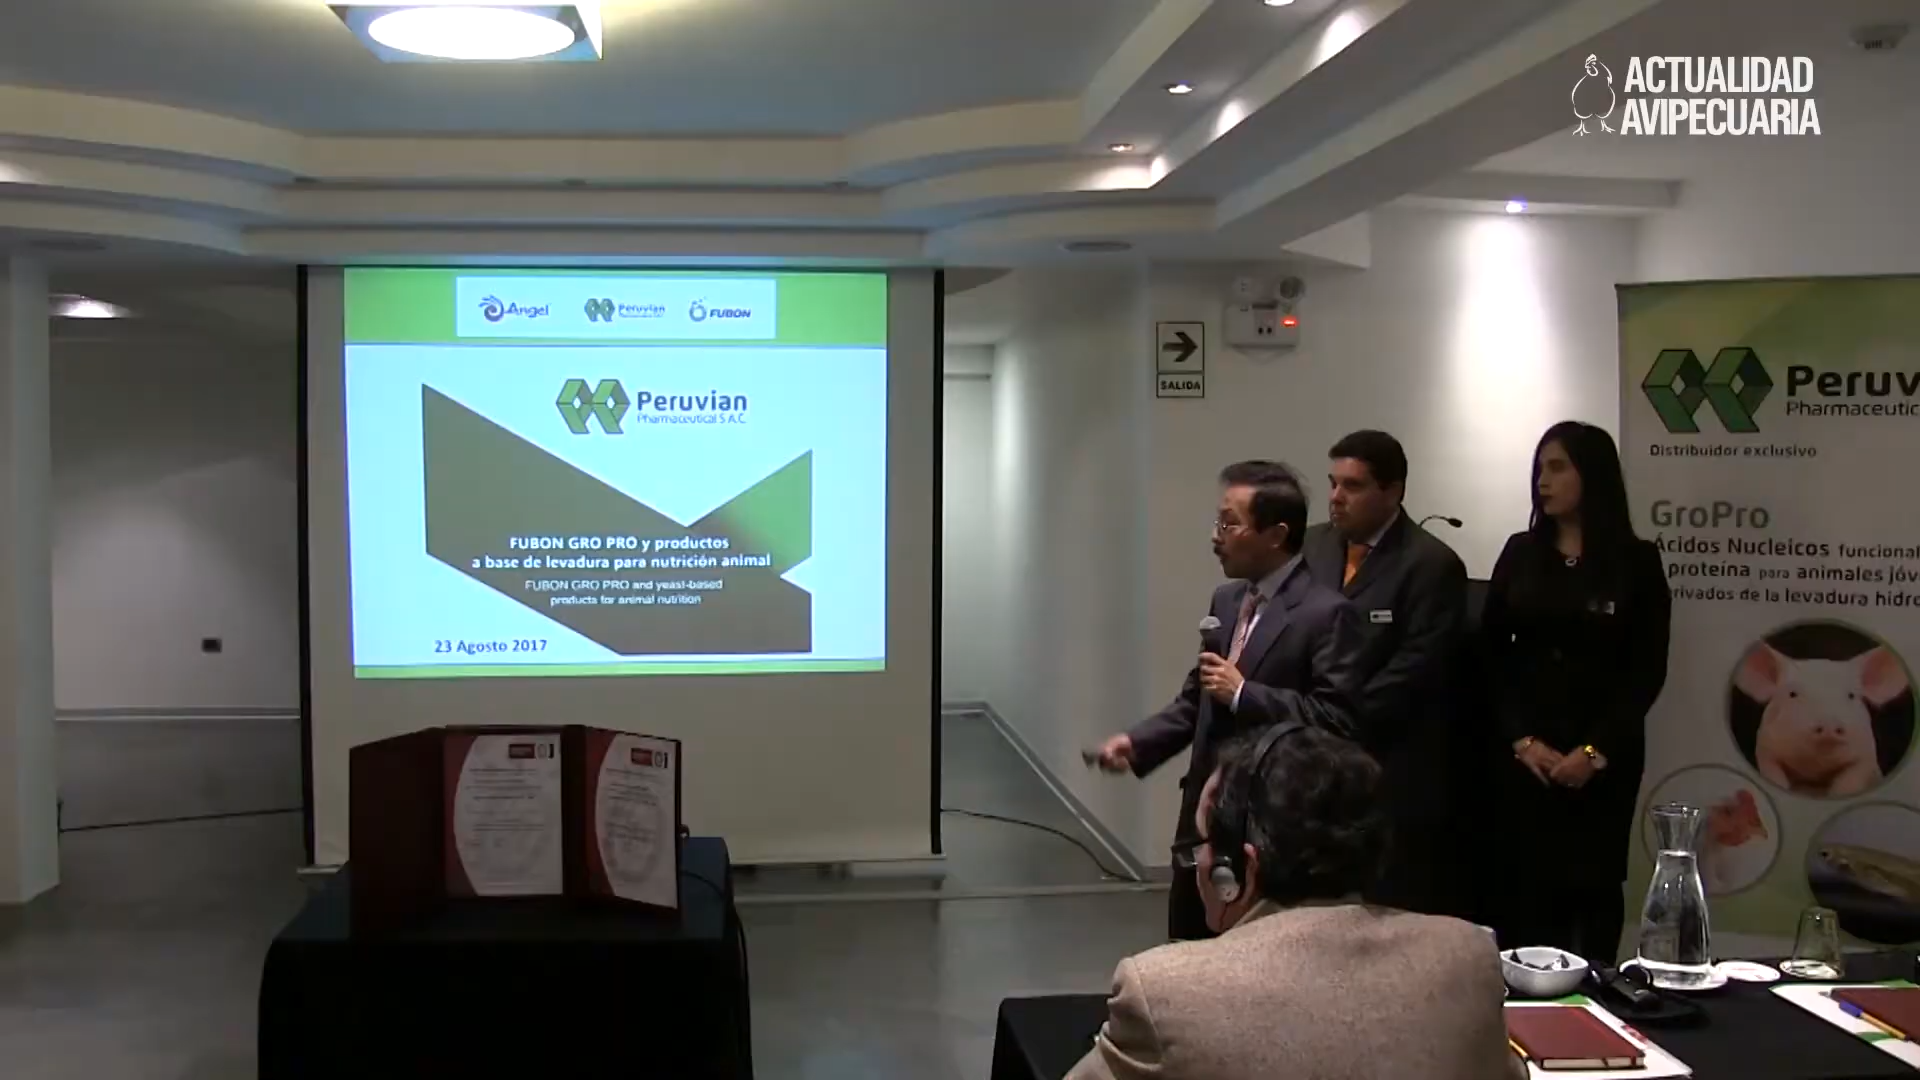 ACTUALIDAD
AVIPECUARIA
Angel
Peruvian
FUBON
Peruvian
Pharmaceutical S.A.C.
FUBON GRO PRO y productos
a base de levadura para nutrición animal
FUBON GRO PRO and yeast-based
products for animal nutrition
23 Agosto 2017
SALIDA
Peruv
Pharmaceutic
Distribuidor exclusivo
GroPro
Ácidos Nucleicos funcional
proteína para animales jóv
rivados de la levadura hidro